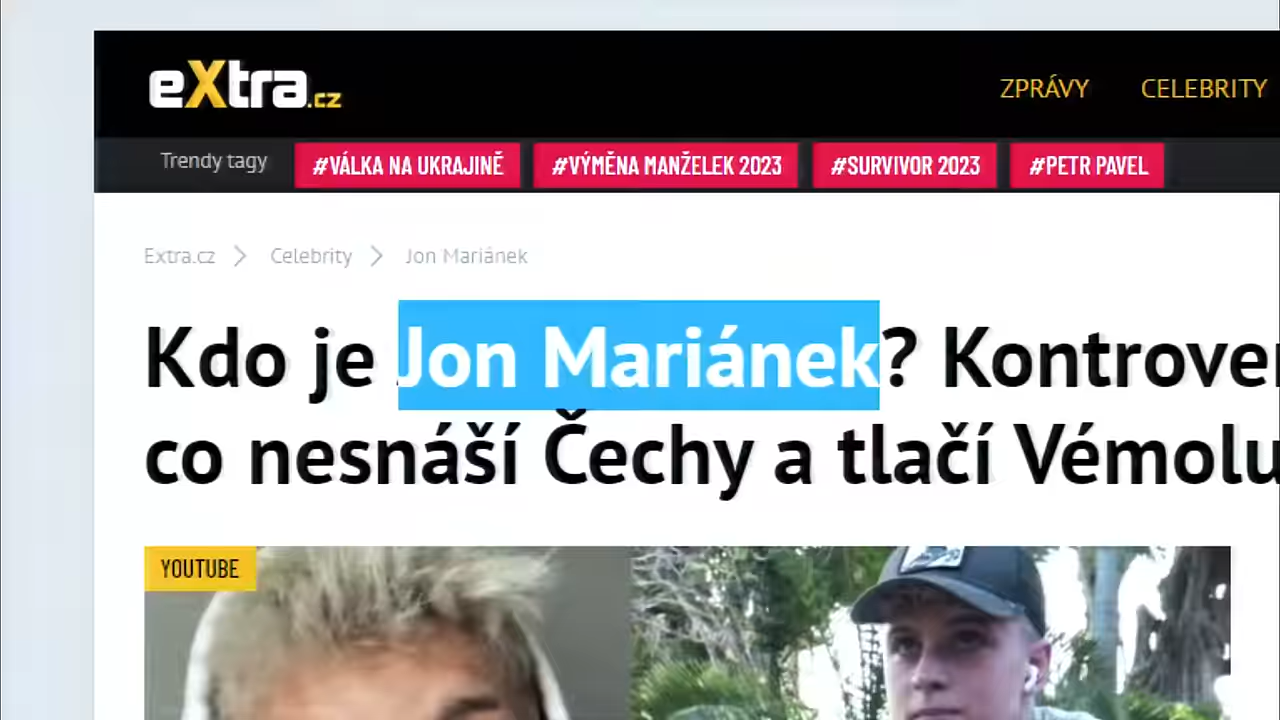 eXtra.cz
ZPRÁVY CELEBRITY
Trendy tagy #VÁLKA NA UKRAJINĚ #VÝMĚNA MANŽELEK 2023 #SURVIVOR 2023 #PETR PAVEL
Extra.cz > Celebrity > Jon Mariánek
Kdo je Jon Mariánek? Kontrover
co nesnáší Čechy a tlačí Vémolu
YOUTUBE